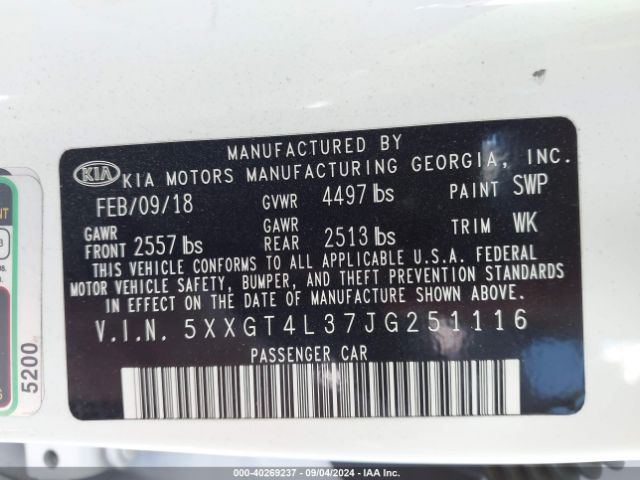 MANUFACTURED BY
KIA KIA MOTORS MANUFACTURING GEORGIA, INC.
FEB/09/18 GVWR 4497 lbs PAINT SWP
GAWR FRONT 2557 lbs GAWR REAR 2513 lbs TRIM WK
THIS VEHICLE CONFORMS TO ALL APPLICABLE U.S.A. FEDERAL
MOTOR VEHICLE SAFETY, BUMPER, AND THEFT PREVENTION STANDARDS
IN EFFECT ON THE DATE OF MANUFACTURE SHOWN ABOVE.
V.I.N. 5XXGT4L37JG251116
PASSENGER CAR
5200
000-40269237 - 09/04/2024 - IAA Inc.